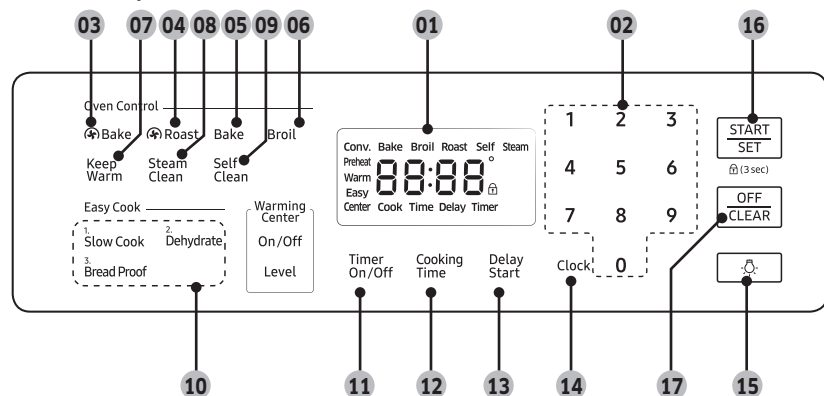 03 07 04 08 05 09 06 01 02 16
Oven Control
Bake Roast Bake Broil
Keep Warm Steam Clean Self Clean
Easy Cook
1. Slow Cook 2. Dehydrate
3. Bread Proof
Warming Center
On/Off
Level
Conv. Bake Broil Roast Self Steam
Preheat
Warm
Easy
88:88°
Center Cook Time Delay Timer
Timer On/Off
Cooking Time
Delay Start
Clock
1 2 3
4 5 6
7 8 9
0
START
SET
(3 sec)
OFF
CLEAR
10 11 12 13 14 17 15